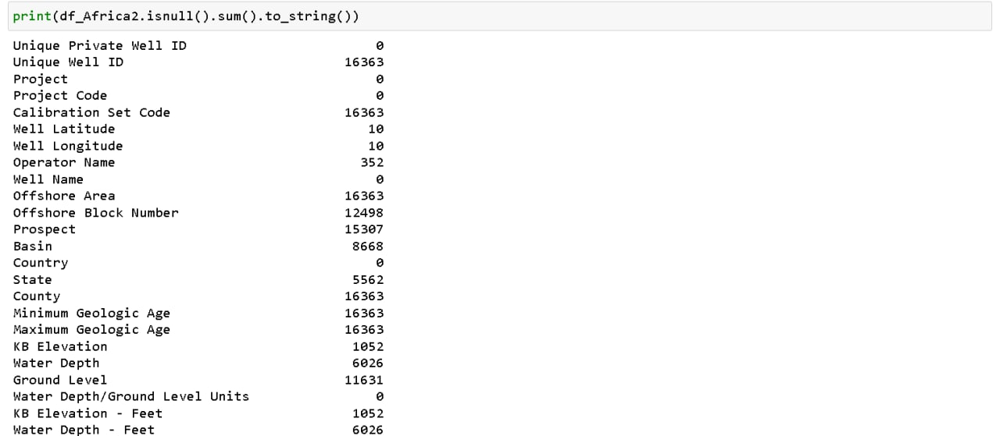 print(df_Africa2.isnull().sum().to_string())
Unique Private Well ID 0
Unique Well ID 16363
Project 0
Project Code 0
Calibration Set Code 16363
Well Latitude 10
Well Longitude 10
Operator Name 352
Well Name 0
Offshore Area 16363
Offshore Block Number 12498
Prospect 15307
Basin 8668
Country 0
State 5562
County 16363
Minimum Geologic Age 16363
Maximum Geologic Age 16363
KB Elevation 1052
Water Depth 6026
Ground Level 11631
Water Depth/Ground Level Units 0
KB Elevation - Feet 1052
Water Depth - Feet 6026